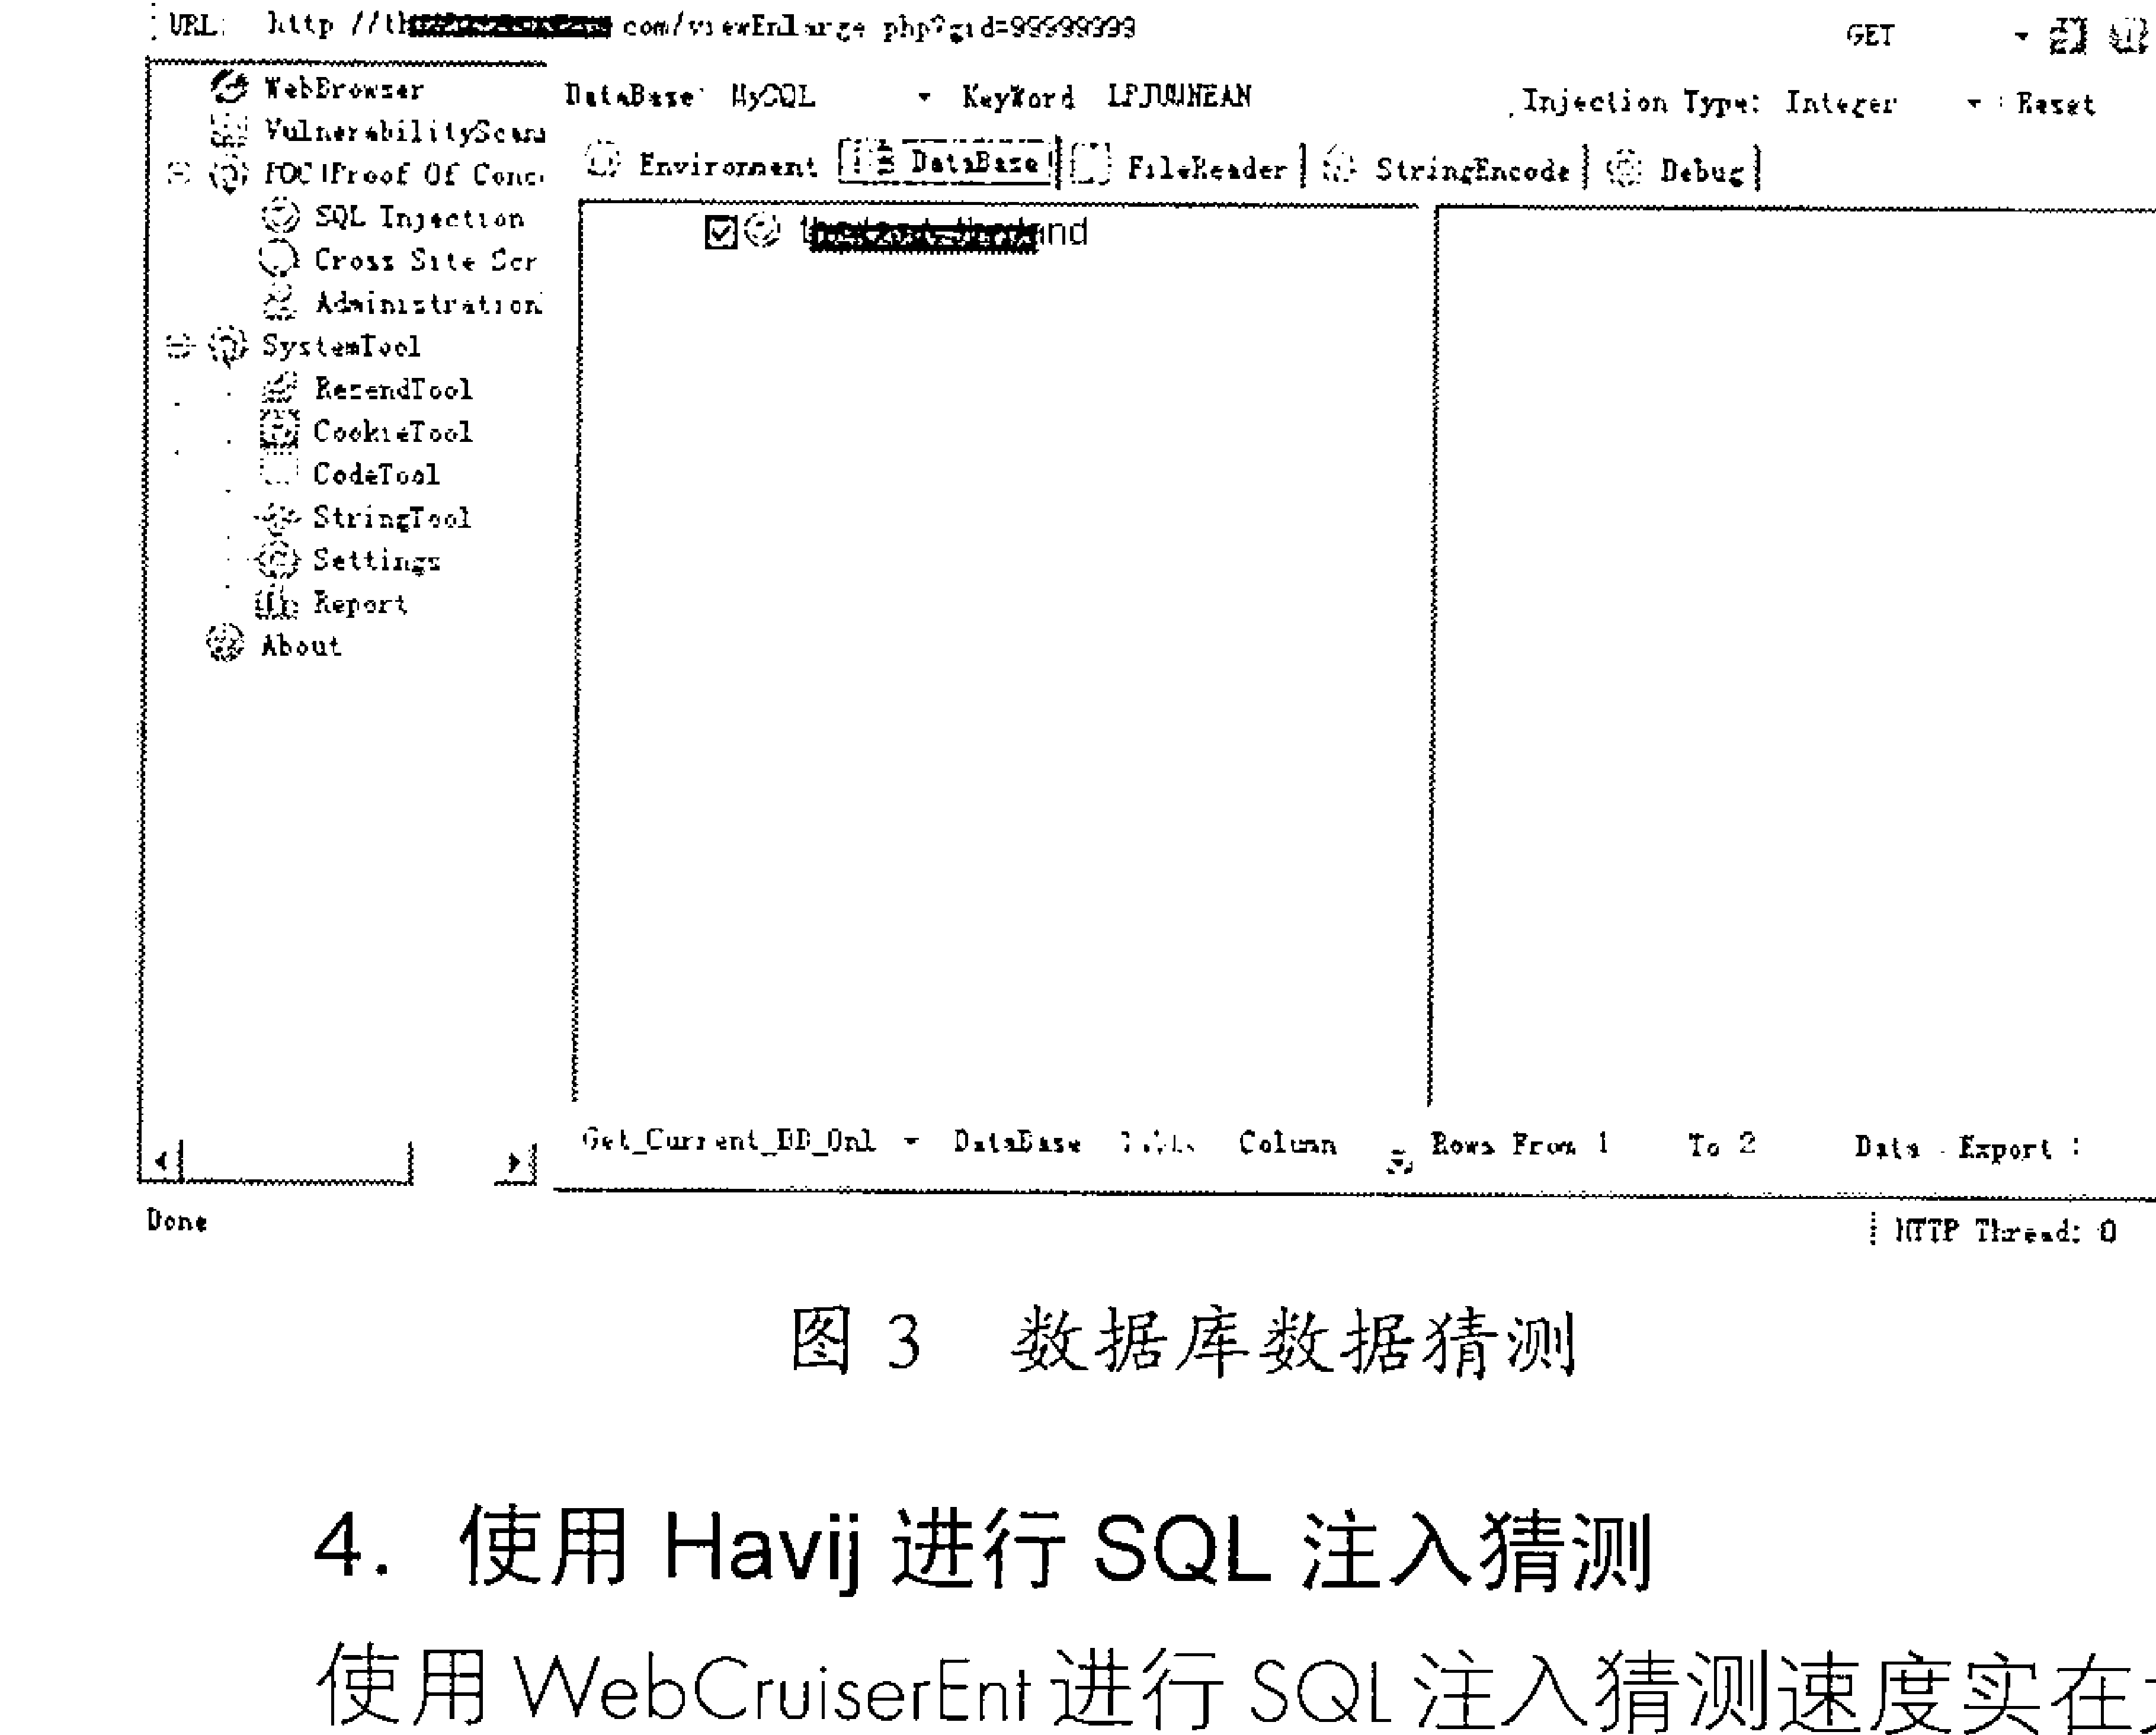 URL: http //th com/viewEnlarge php?gid=99999999 GET
WebBrowser
DataBase: MySQL KeyWord Injection Type: Integer Reset
VulnerabilityScan
POC(Proof Of Conc
Environment DataBase FileReader StringEncode Debug
SQL Injection
nd
Cross Site Scr
Administration
SystemTool
ResendTool
CookieTool
CodeTool
StringTool
Settings
Report
About
Get_Current_DB_Onl DataBase Column Rows From 1 To 2 Data Export
Done
HTTP Thread: 0
图 3 数据库数据猜测
4. 使用 Havij 进行 SQL 注入猜测
使用 WebCruiserEnt 进行 SQL 注入猜测速度实在